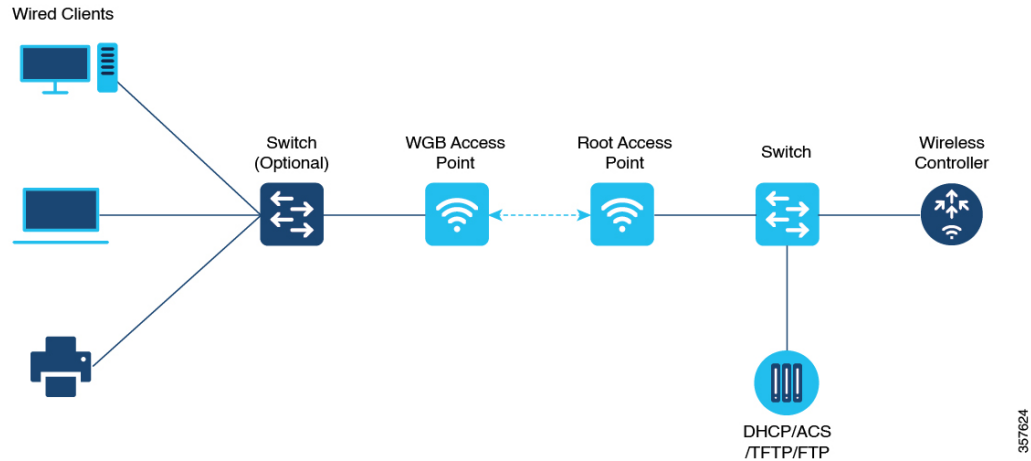 Wired Clients
Switch
(Optional)
WGB Access
Point
Root Access
Point
Switch
Wireless
Controller
DHCP/ACS
/TFTP/FTP
357624